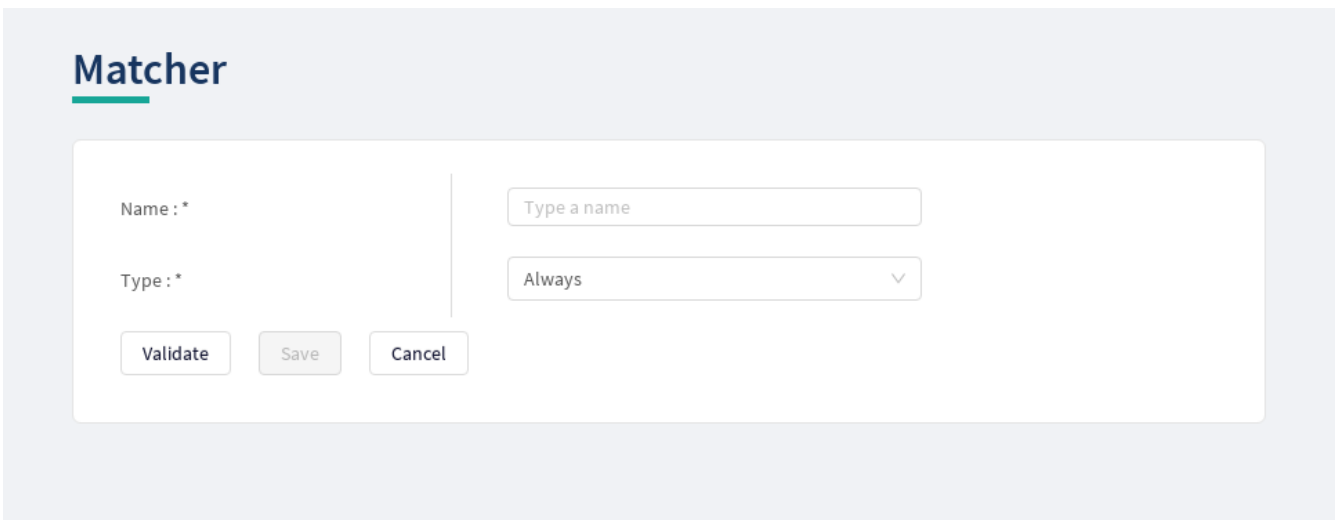 Matcher
Name : *
Type a name
Type : *
Always
Validate
Save
Cancel